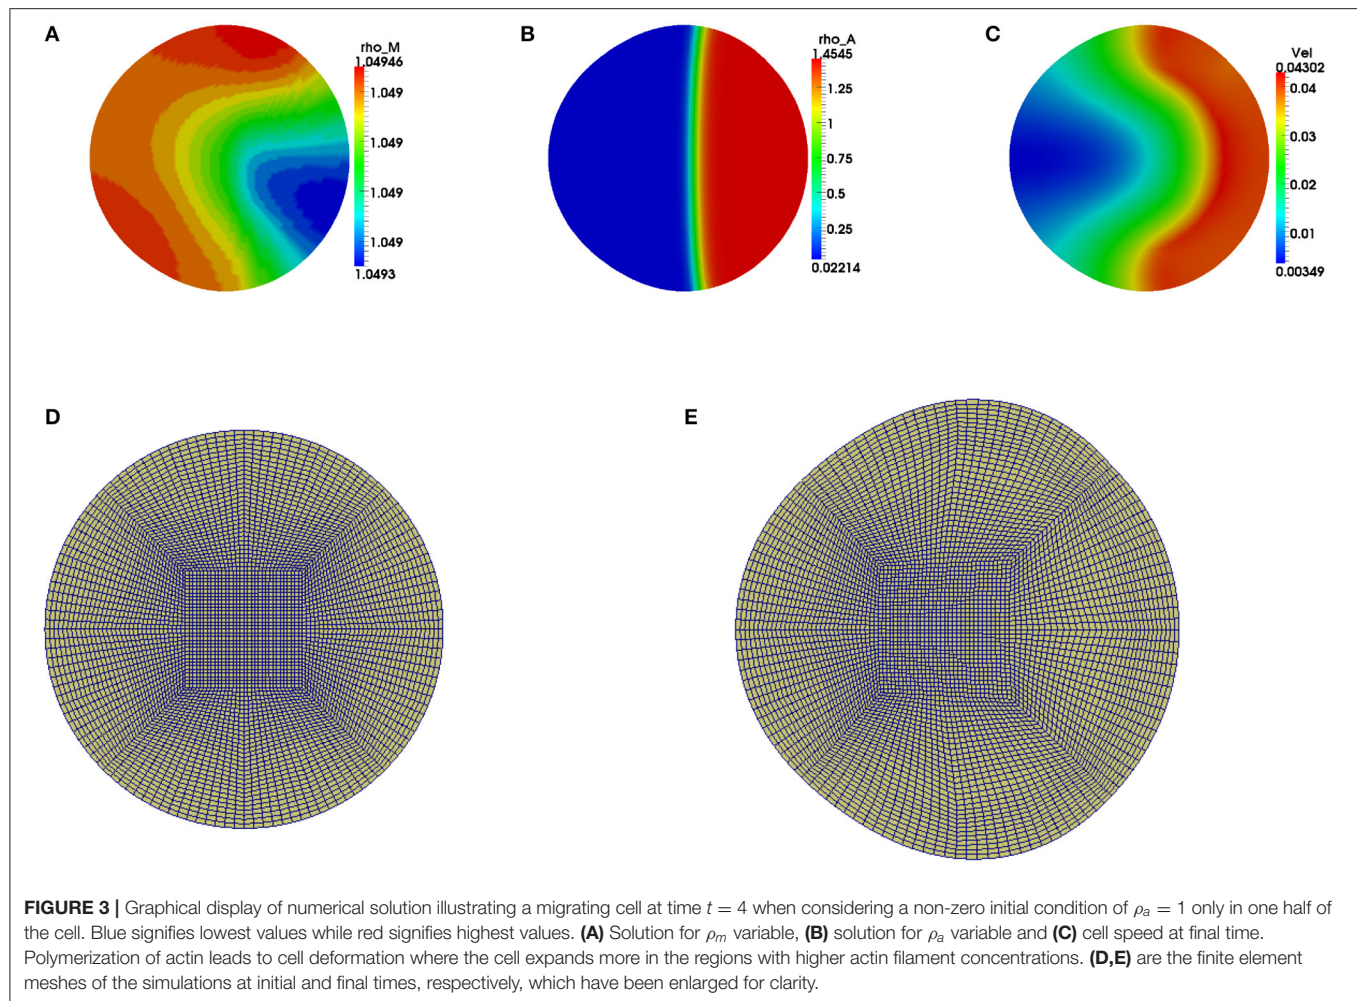 A
rho_M
1.04946
1.049
1.049
1.049
1.049
1.0493
B
rho_A
1.4545
1.25
1
0.75
0.5
0.25
0.02214
C
Vel
0.04302
0.04
0.03
0.02
0.01
0.00349
D
E
FIGURE 3 | Graphical display of numerical solution illustrating a migrating cell at time t = 4 when considering a non-zero initial condition of ρa = 1 only in one half of
the cell. Blue signifies lowest values while red signifies highest values. (A) Solution for ρm variable, (B) solution for ρa variable and (C) cell speed at final time.
Polymerization of actin leads to cell deformation where the cell expands more in the regions with higher actin filament concentrations. (D,E) are the finite element
meshes of the simulations at initial and final times, respectively, which have been enlarged for clarity.